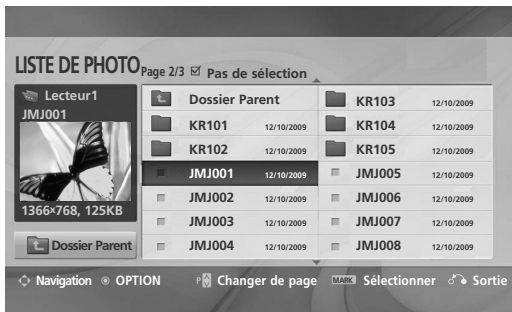 LISTE DE PHOTO Page 2/3 Pas de sélection
Lecteur1
JMJ001
1366×768, 125KB
Dossier Parent
Dossier Parent
KR101 12/10/2009
KR102 12/10/2009
JMJ001 12/10/2009
JMJ002 12/10/2009
JMJ003 12/10/2009
JMJ004 12/10/2009
KR103 12/10/2009
KR104 12/10/2009
KR105 12/10/2009
JMJ005 12/10/2009
JMJ006 12/10/2009
JMJ007 12/10/2009
JMJ008 12/10/2009
Navigation OPTION P Changer de page MARK Sélectionner Sortie